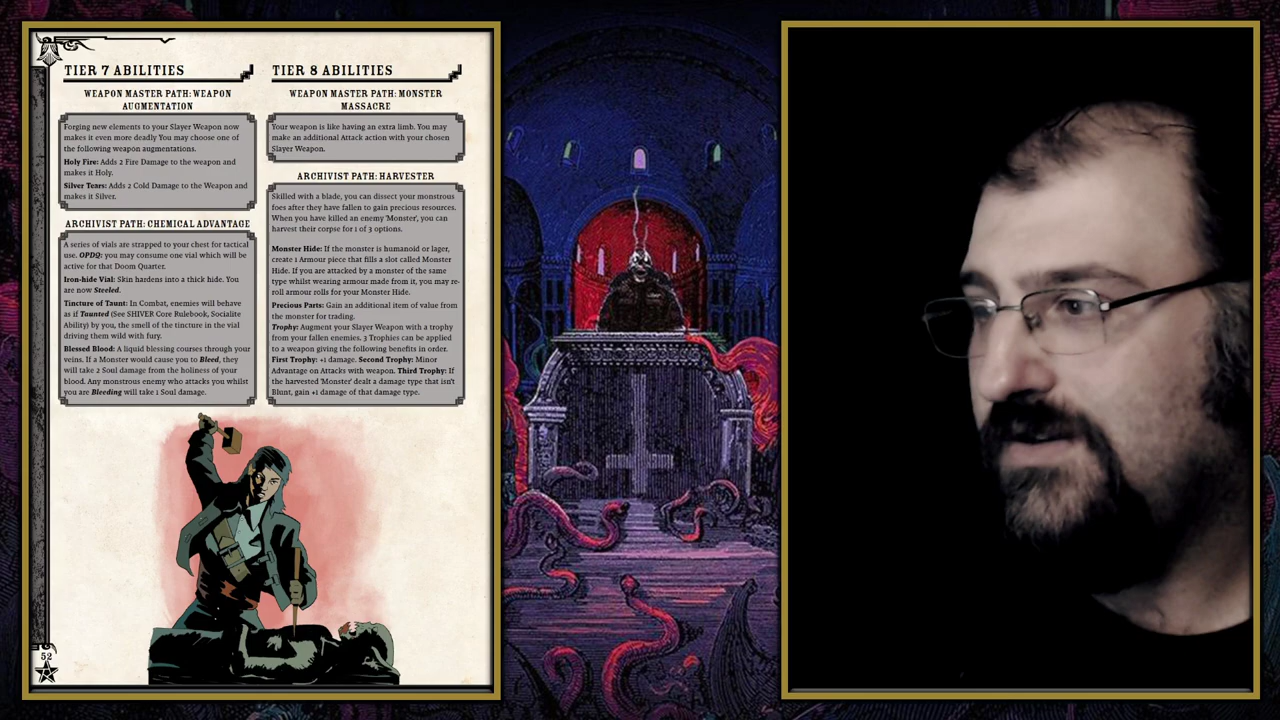 TIER 7 ABILITIES
WEAPON MASTER PATH: WEAPON
AUGMENTATION
Forging new elements to your Slayer Weapon now
makes it even more deadly You may choose one of
the following weapon augmentations.
Holy Fire: Adds 2 Fire Damage to the weapon and
makes it Holy.
Silver Tears: Adds 2 Cold Damage to the Weapon and
makes it Silver.
ARCHIVIST PATH: CHEMICAL ADVANTAGE
A series of vials are strapped to your chest for tactical
use. OPDQ: you may consume one vial which will be
active for that Doom Quarter.
Iron-hide Vial: Skin hardens into a thick hide. You
are now Steeled.
Tincture of Taunt: In Combat, enemies will behave
as if Taunted (See SHIVER Core Rulebook, Socialite
Ability) by you, the smell of the tincture in the vial
driving them wild with fury.
Blessed Blood: A liquid blessing courses through your
veins. If a Monster would cause you to Bleed, they
will take 2 Soul damage from the holiness of your
blood. Any monstrous enemy who attacks you whilst
you are Bleeding will take 1 Soul damage.
TIER 8 ABILITIES
WEAPON MASTER PATH: MONSTER
MASSACRE
Your weapon is like having an extra limb. You may
make an additional Attack action with your chosen
Slayer Weapon.
ARCHIVIST PATH: HARVESTER
Skilled with a blade, you can dissect your monstrous
foes after they have fallen to gain precious resources.
When you have killed an enemy 'Monster', you can
harvest their corpse for 1 of 3 options.
Monster Hide: If the monster is humanoid or lager,
create 1 Armour piece that fills a slot called Monster
Hide. If you are attacked by a monster of the same
type whilst wearing armour made from it, you may re-
roll armour rolls for your Monster Hide.
Precious Parts: Gain an additional item of value from
the monster for trading.
Trophy: Augment your Slayer Weapon with a trophy
from your fallen enemies. 3 Trophies can be applied
to a weapon giving the following benefits in order.
First Trophy: +1 damage. Second Trophy: Minor
Advantage on Attacks with weapon. Third Trophy: If
the harvested 'Monster' dealt a damage type that isn't
Blunt, gain +1 damage of that damage type.
52